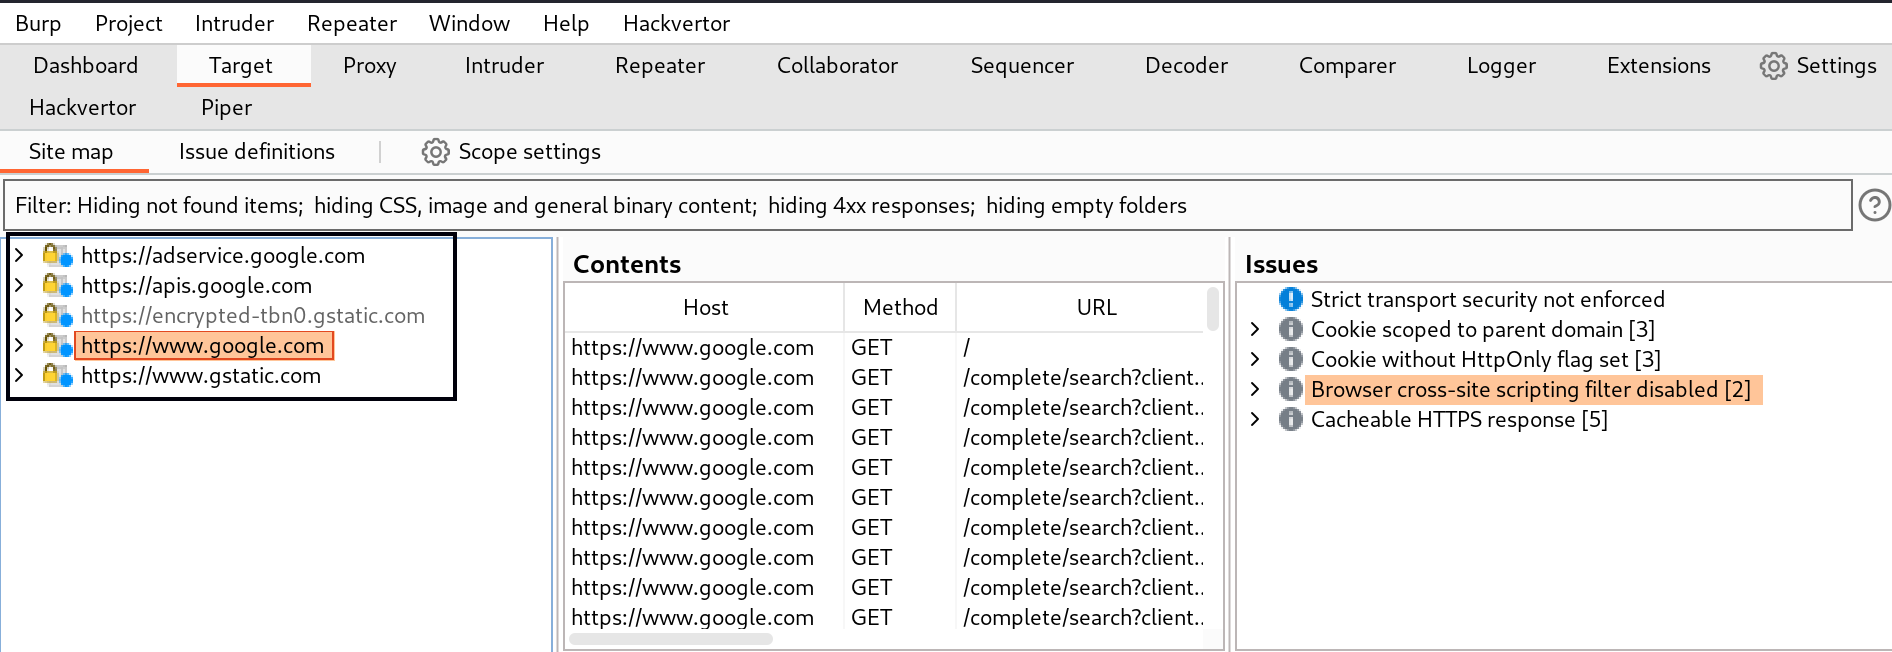 Burp Project Intruder Repeater Window Help Hackvertor
Dashboard Target Proxy Intruder Repeater Collaborator Sequencer Decoder Comparer Logger Extensions Settings
Hackvertor Piper
Site map Issue definitions Scope settings
Filter: Hiding not found items; hiding CSS, image and general binary content; hiding 4xx responses; hiding empty folders ?
https://adservice.google.com
https://apis.google.com
https://encrypted-tbn0.gstatic.com
https://www.google.com
https://www.gstatic.com
Contents
Host Method URL
https://www.google.com GET /
https://www.google.com GET /complete/search?client..
https://www.google.com GET /complete/search?client..
https://www.google.com GET /complete/search?client..
https://www.google.com GET /complete/search?client..
https://www.google.com GET /complete/search?client..
https://www.google.com GET /complete/search?client..
https://www.google.com GET /complete/search?client..
https://www.google.com GET /complete/search?client..
https://www.google.com GET /complete/search?client..
Issues
Strict transport security not enforced
Cookie scoped to parent domain [3]
Cookie without HttpOnly flag set [3]
Browser cross-site scripting filter disabled [2]
Cacheable HTTPS response [5]